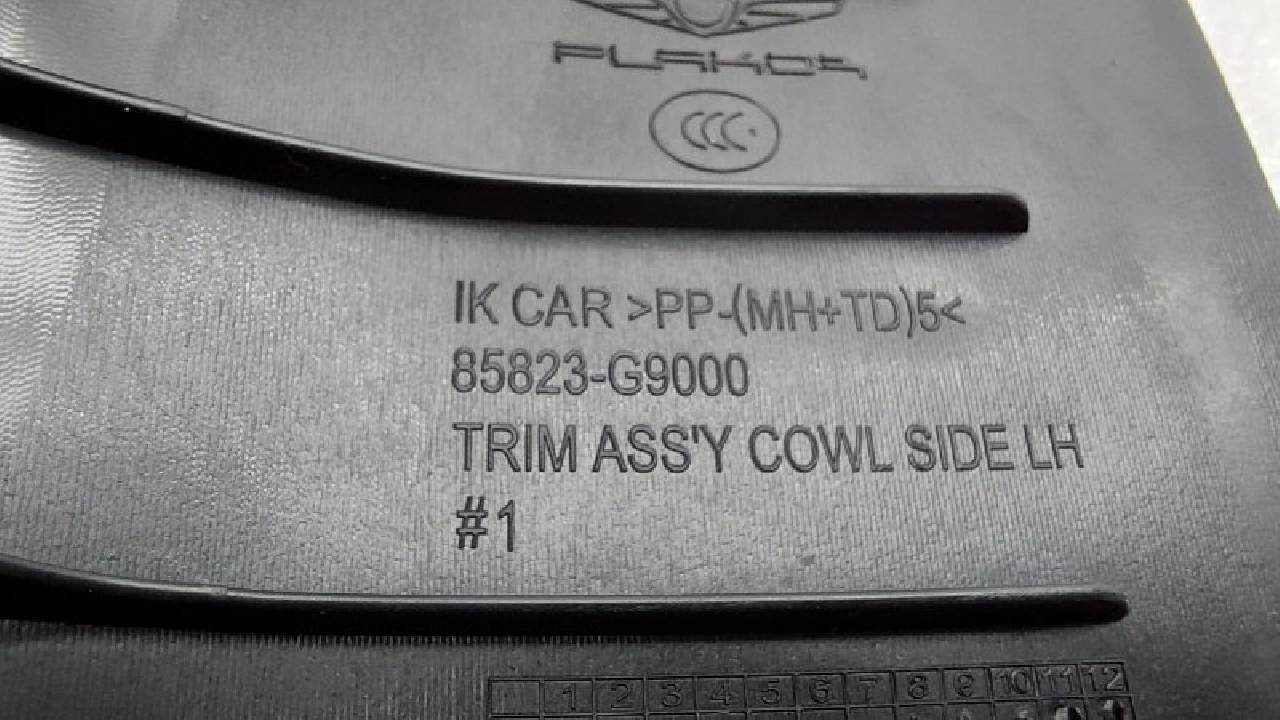 PLAKOR
CCC
IK CAR >PP-(MH+TD)5<
85823-G9000
TRIM ASS'Y COWL SIDE LH
#1
1 2 3 4 5 6 7 8 9 10 11 12